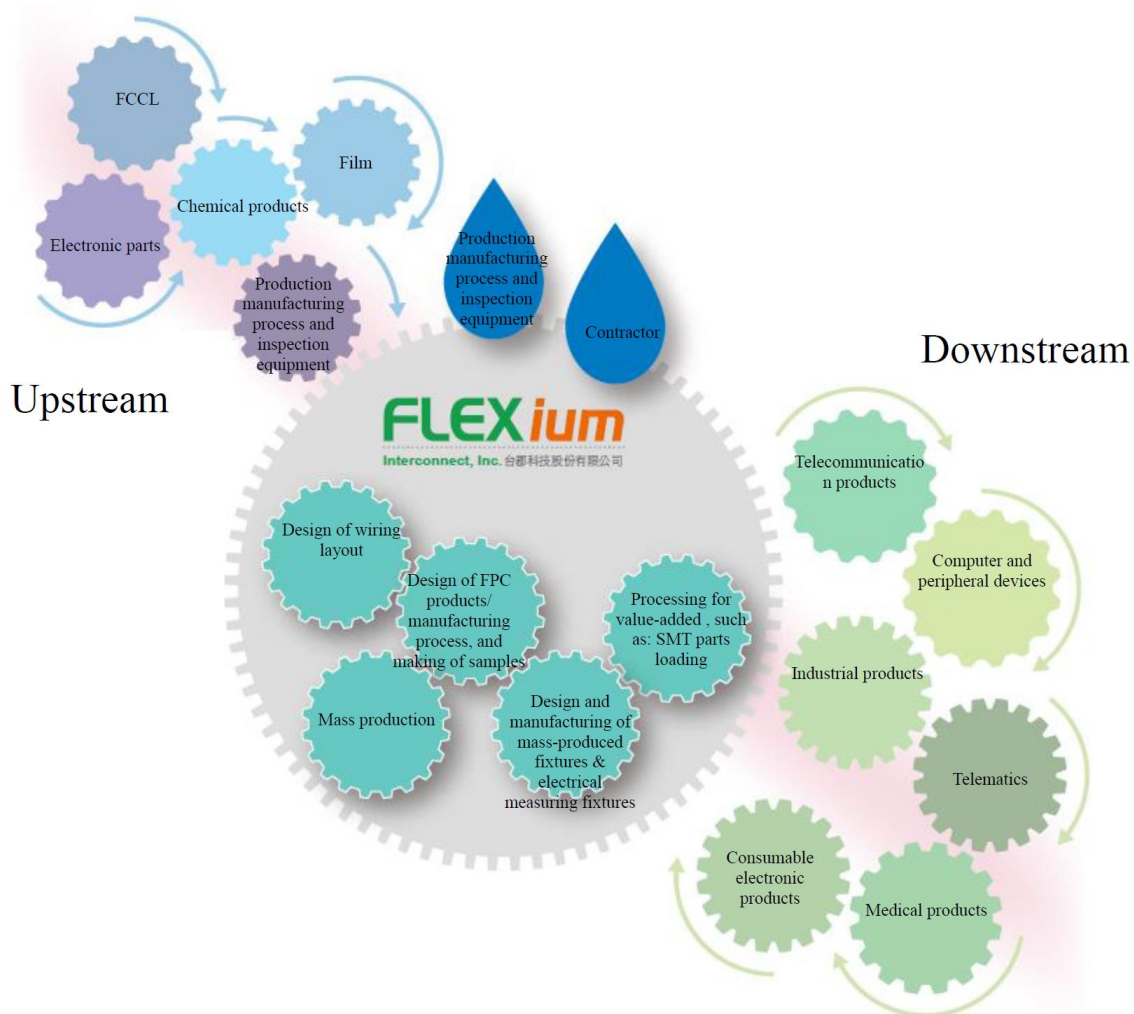 FCCL
Film
Chemical products
Electronic parts
Production
manufacturing
process and
inspection
equipment
Upstream
Production
manufacturing
process and
inspection
equipment
Contractor
FLEXium
Interconnect, Inc. 台郡科技股份有限公司
Design of wiring
layout
Design of FPC
products/
manufacturing
process, and
making of samples
Processing for
value-added , such
as: SMT parts
loading
Mass production
Design and
manufacturing of
mass-produced
fixtures &
electrical
measuring fixtures
Downstream
Telecommunicatio
n products
Computer and
peripheral devices
Industrial products
Telematics
Consumable
electronic
products
Medical products